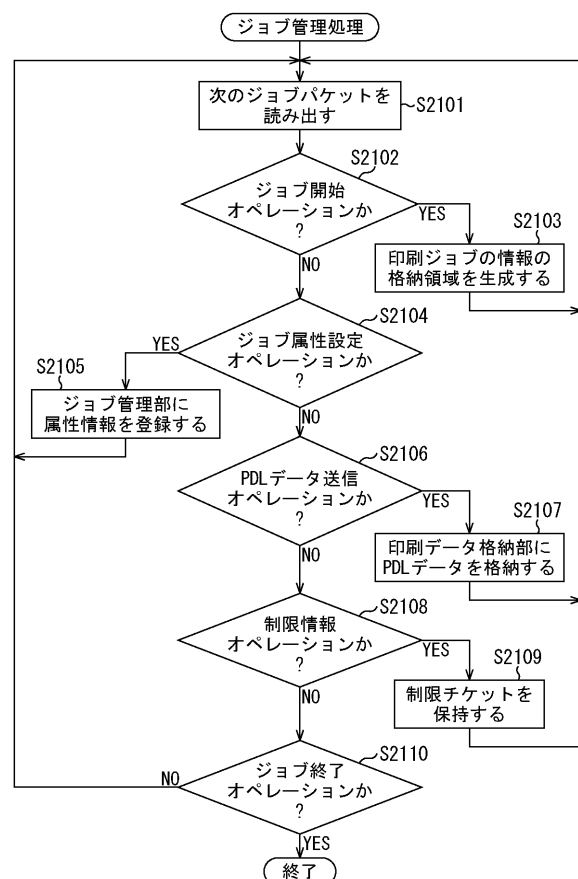 ジョブ管理処理
次のジョブパケットを
読み出す
S2101
S2102
ジョブ開始
オペレーションか
?
YES
NO
S2103
印刷ジョブの情報の
格納領域を生成する
S2104
ジョブ属性設定
オペレーションか
?
YES
NO
S2105
ジョブ管理部に
属性情報を登録する
S2106
PDLデータ送信
オペレーションか
?
YES
NO
S2107
印刷データ格納部に
PDLデータを格納する
S2108
制限情報
オペレーションか
?
YES
NO
S2109
制限チケットを
保持する
S2110
ジョブ終了
オペレーションか
?
NO
YES
終了